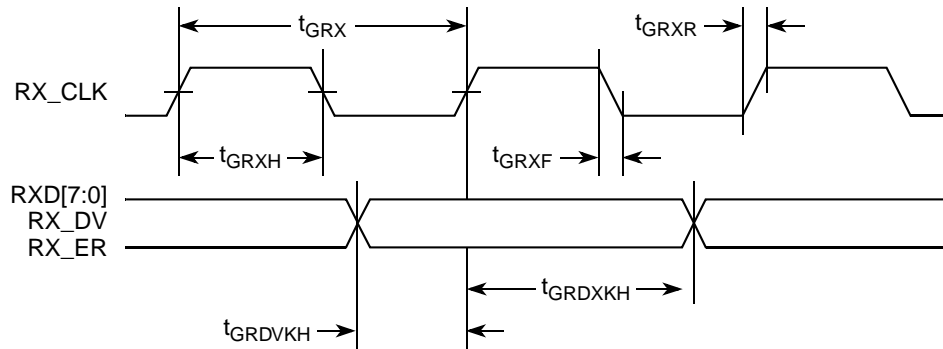 tGRX
tGRXR
RX_CLK
tGRXH
tGRXF
RXD[7:0]
RX_DV
RX_ER
tGRDXKH
tGRDVKH